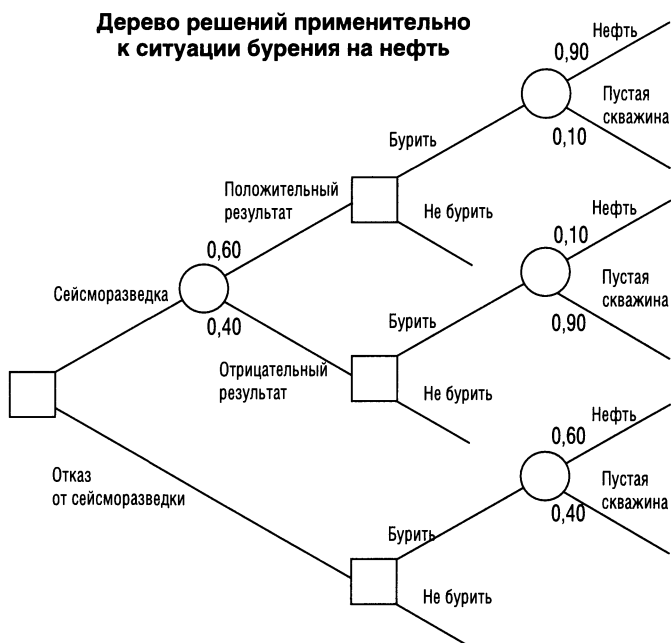 Дерево решений применительно
к ситуации бурения на нефть
Нефть
0,90
Пустая
скважина
0,10
Бурить
Положительный
результат
Не бурить
Нефть
0,10
0,60
Пустая
скважина
Сейсморазведка
Бурить
0,90
0,40
Отрицательный
результат
Не бурить
Нефть
0,60
Отказ
от сейсморазведки
Пустая
скважина
0,40
Бурить
Не бурить